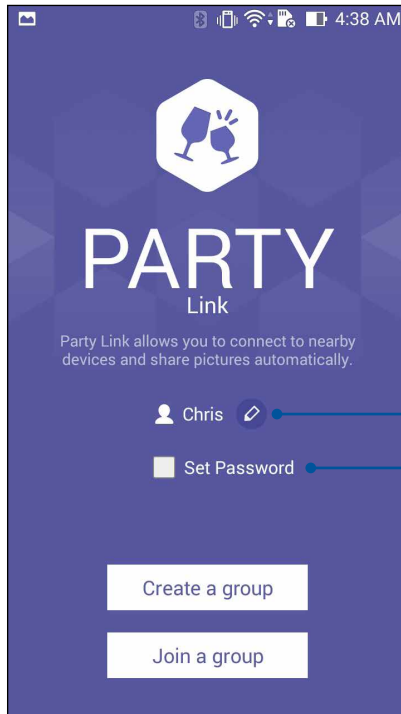 4:38 AM
PARTY
Link
Party Link allows you to connect to nearby
devices and share pictures automatically.
Chris
Set Password
Create a group
Join a group